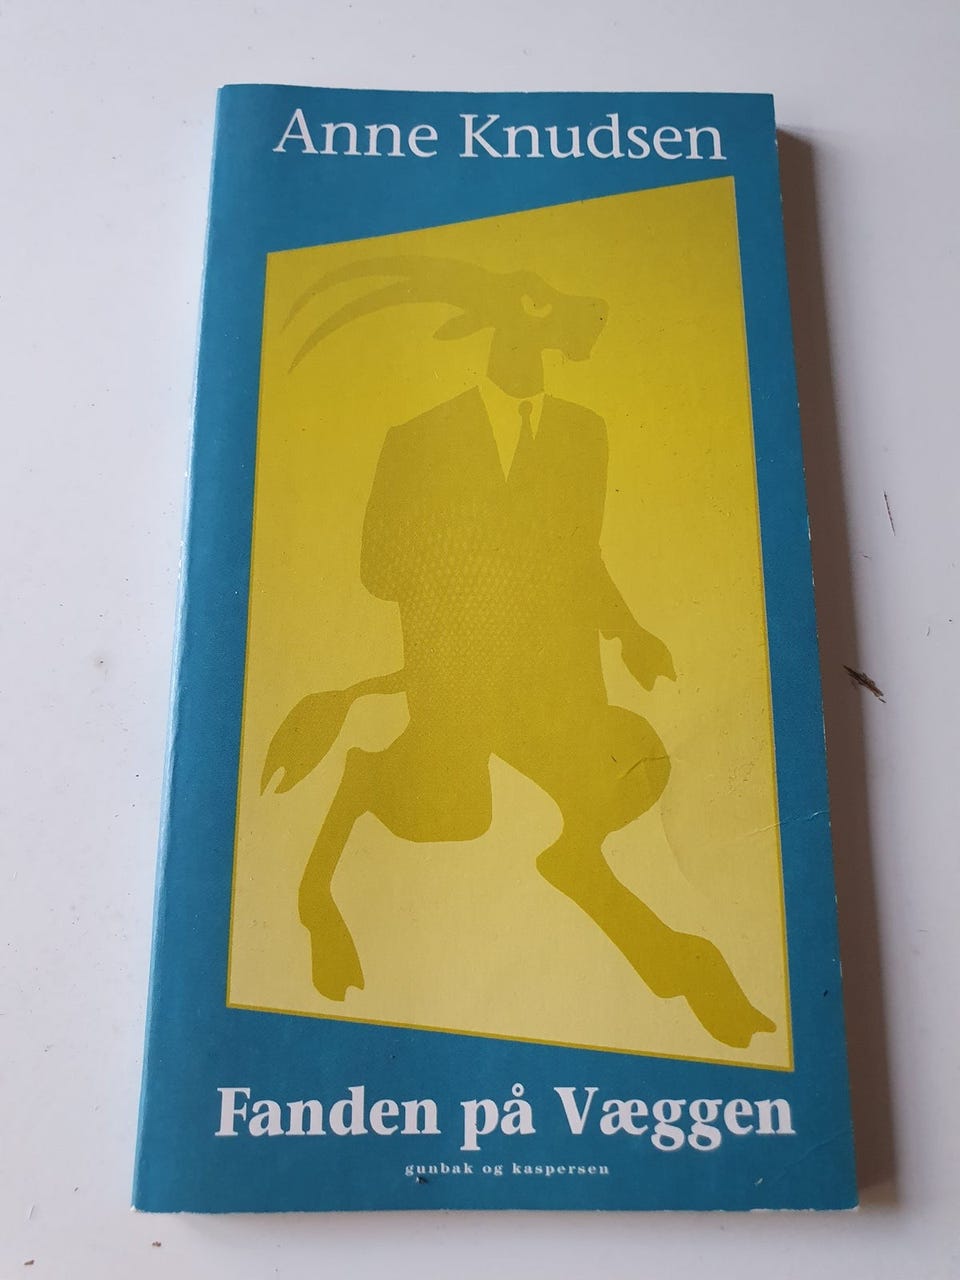 Anne Knudsen
Fanden på Væggen
gunbak og kaspersen